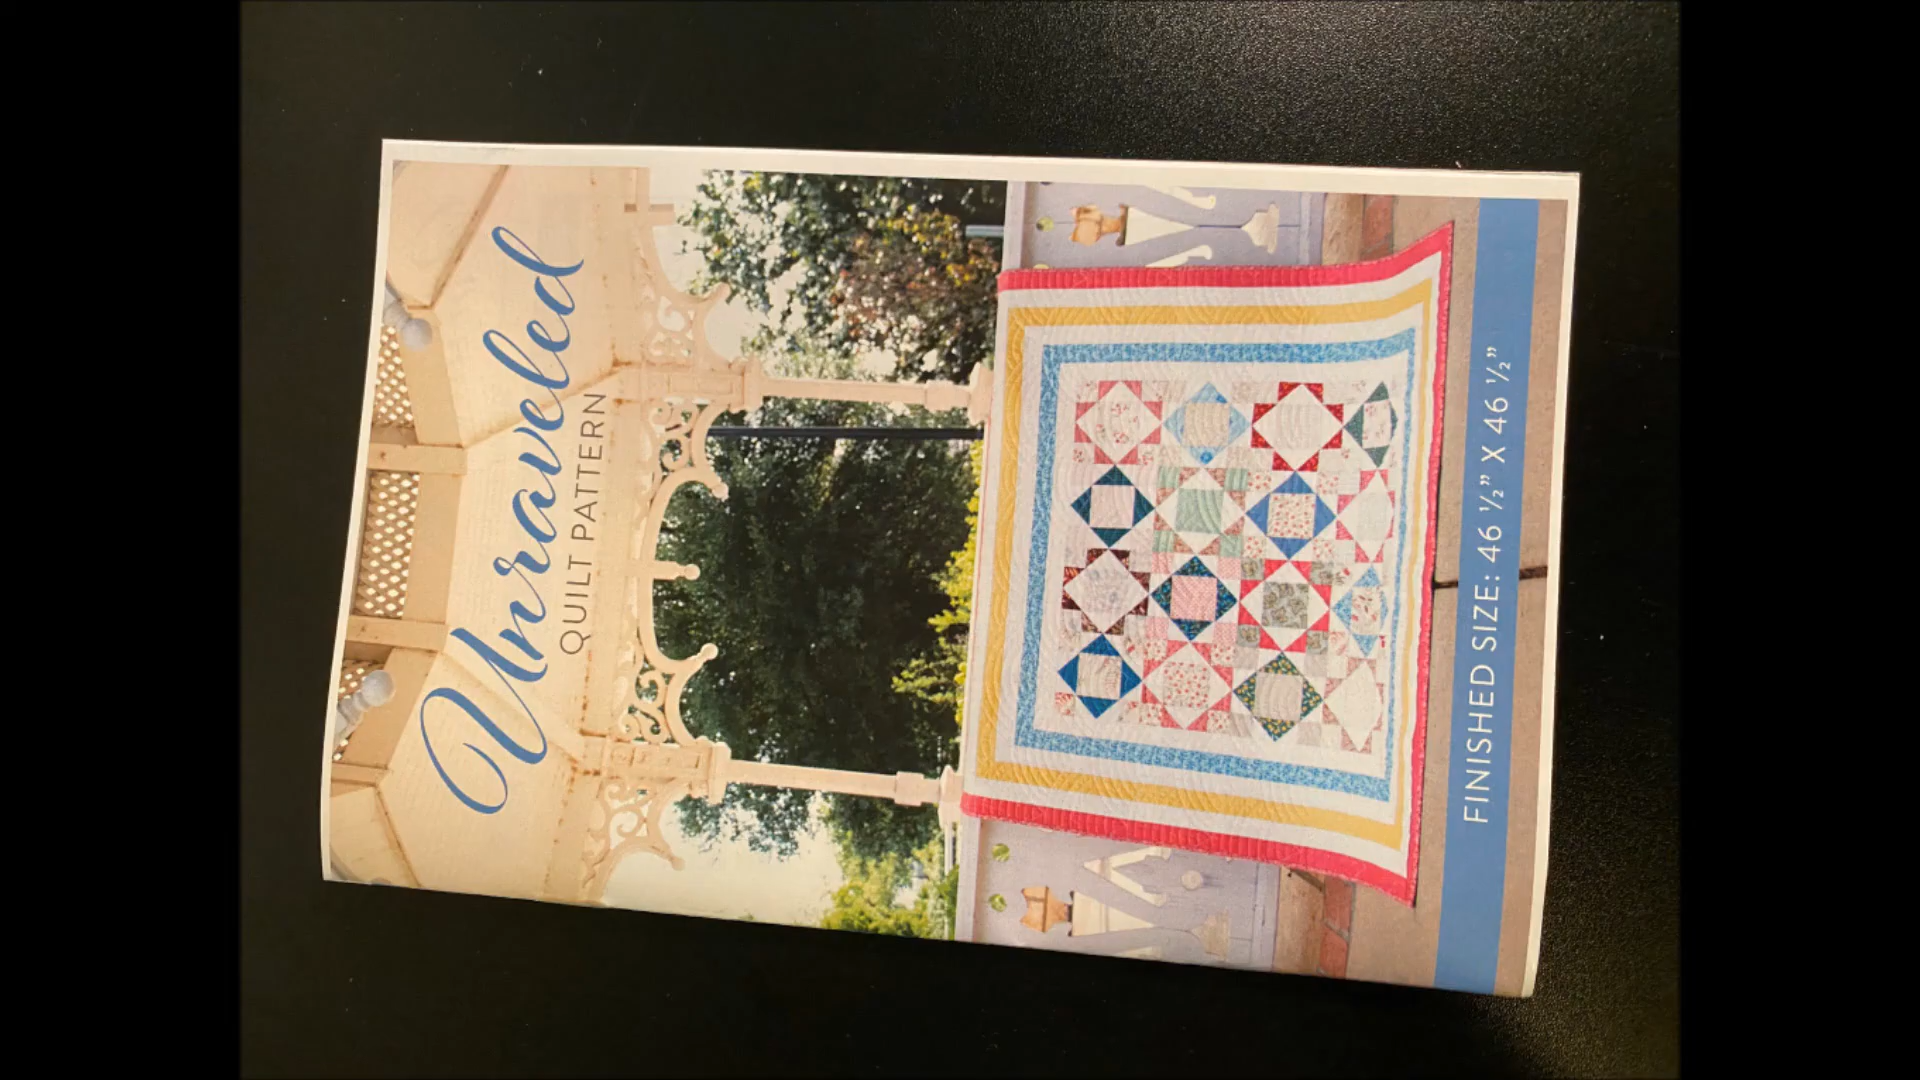 Unraveled
QUILT PATTERN
FINISHED SIZE: 46 ½” X 46 ½”